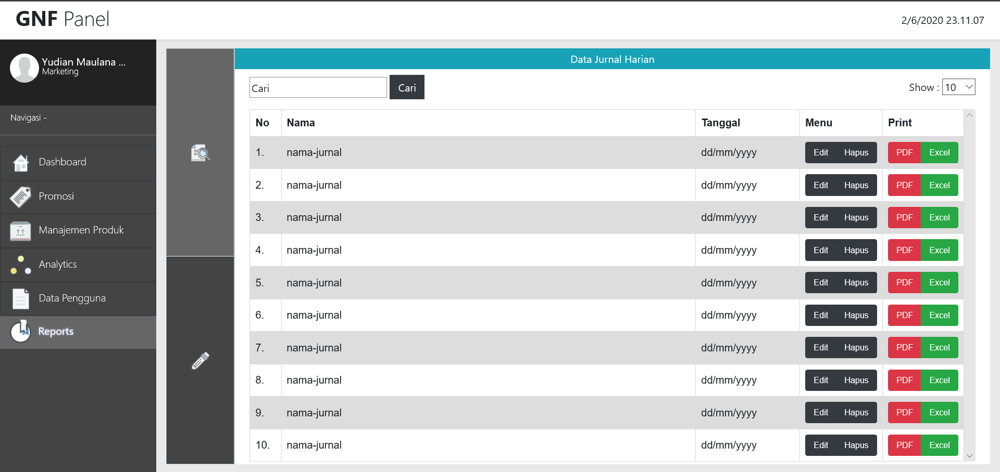 GNF Panel
2/6/2020 23.11.07
Yudian Maulana ...
Marketing
Navigasi -
Dashboard
Promosi
Manajemen Produk
Analytics
Data Pengguna
Reports
Data Jurnal Harian
Cari Cari Show : 10
No Nama Tanggal Menu Print
1. nama-jurnal dd/mm/yyyy Edit Hapus PDF Excel
2. nama-jurnal dd/mm/yyyy Edit Hapus PDF Excel
3. nama-jurnal dd/mm/yyyy Edit Hapus PDF Excel
4. nama-jurnal dd/mm/yyyy Edit Hapus PDF Excel
5. nama-jurnal dd/mm/yyyy Edit Hapus PDF Excel
6. nama-jurnal dd/mm/yyyy Edit Hapus PDF Excel
7. nama-jurnal dd/mm/yyyy Edit Hapus PDF Excel
8. nama-jurnal dd/mm/yyyy Edit Hapus PDF Excel
9. nama-jurnal dd/mm/yyyy Edit Hapus PDF Excel
10. nama-jurnal dd/mm/yyyy Edit Hapus PDF Excel